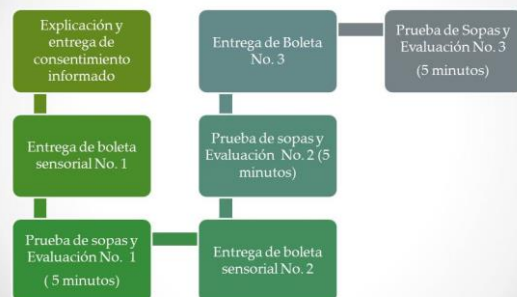 Explicación y
entrega de
consentimiento
informado
Entrega de boleta
sensorial No. 1
Prueba de sopas y
Evaluación No. 1
( 5 minutos)
Entrega de boleta
sensorial No. 2
Prueba de sopas y
Evaluación No. 2 (5
minutos)
Entrega de Boleta
No. 3
Prueba de Sopas y
Evaluación No. 3
(5 minutos)